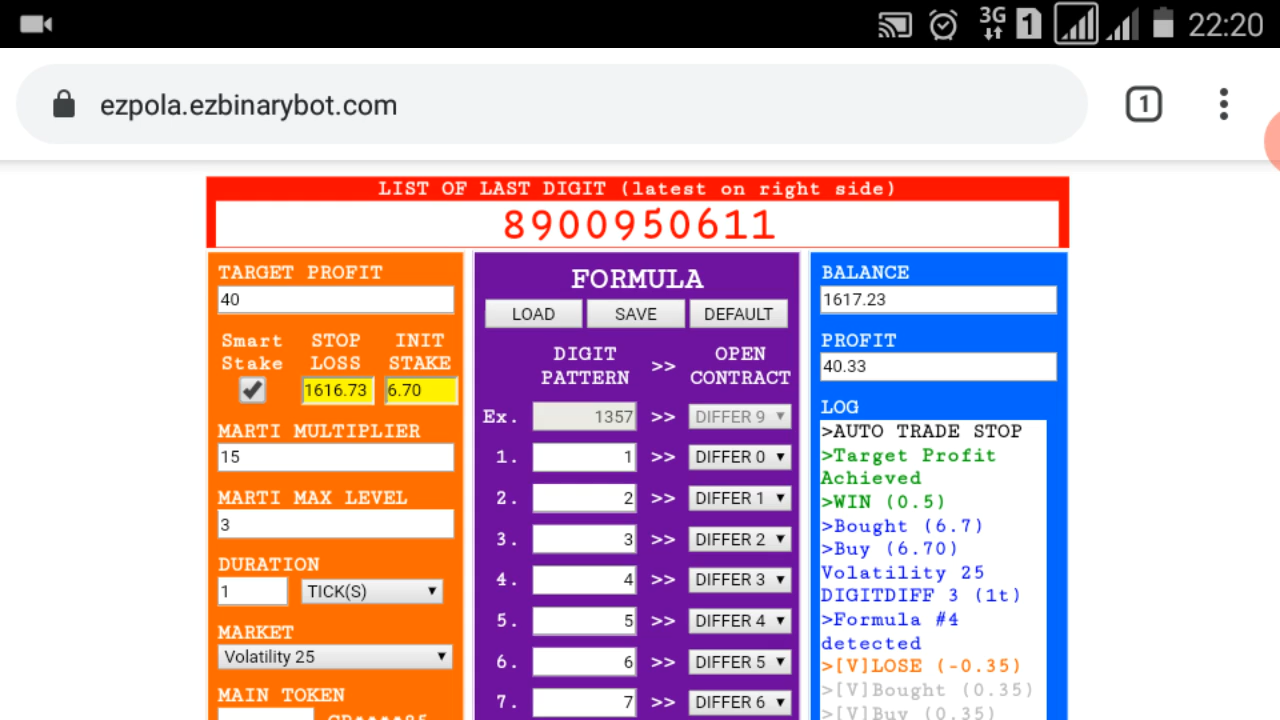 3G 1 22:20
ezpola.ezbinarybot.com
1
LIST OF LAST DIGIT (latest on right side)
8900950611
TARGET PROFIT
40
Smart Stake STOP LOSS INIT STAKE
1616.73 6.70
MARTI MULTIPLIER
15
MARTI MAX LEVEL
3
DURATION
1 TICK(S)
MARKET
Volatility 25
MAIN TOKEN
FORMULA
LOAD SAVE DEFAULT
DIGIT PATTERN >> OPEN CONTRACT
Ex. 1357 >> DIFFER 9
1. 1 >> DIFFER 0
2. 2 >> DIFFER 1
3. 3 >> DIFFER 2
4. 4 >> DIFFER 3
5. 5 >> DIFFER 4
6. 6 >> DIFFER 5
7. 7 >> DIFFER 6
BALANCE
1617.23
PROFIT
40.33
LOG
>AUTO TRADE STOP
>Target Profit
Achieved
>WIN (0.5)
>Bought (6.7)
>Buy (6.70)
Volatility 25
DIGITDIFF 3 (1t)
>Formula #4
detected
>[V]LOSE (-0.35)
>[V]Bought (0.35)
>[V]Buy (0.35)